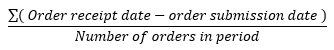 ∑( Order receipt date − order submission date )
Number of orders in period